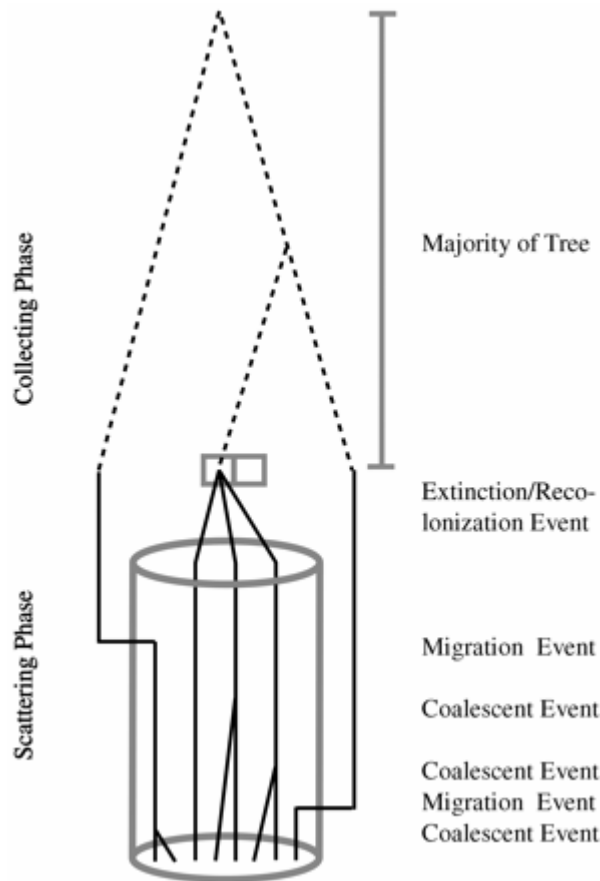 Collecting Phase
Majority of Tree
Extinction/Reco-
lonization Event
Scattering Phase
Migration Event
Coalescent Event
Coalescent Event
Migration Event
Coalescent Event